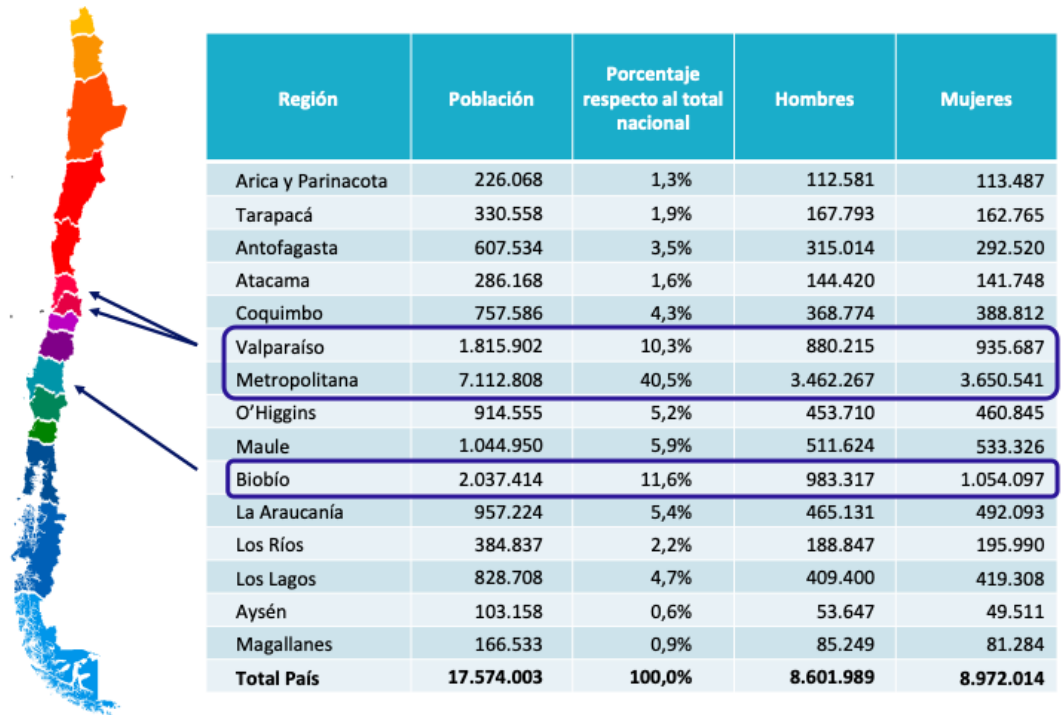 Región Población Porcentaje respecto al total nacional Hombres Mujeres
Arica y Parinacota 226.068 1,3% 112.581 113.487
Tarapacá 330.558 1,9% 167.793 162.765
Antofagasta 607.534 3,5% 315.014 292.520
Atacama 286.168 1,6% 144.420 141.748
Coquimbo 757.586 4,3% 368.774 388.812
Valparaíso 1.815.902 10,3% 880.215 935.687
Metropolitana 7.112.808 40,5% 3.462.267 3.650.541
O’Higgins 914.555 5,2% 453.710 460.845
Maule 1.044.950 5,9% 511.624 533.326
Biobío 2.037.414 11,6% 983.317 1.054.097
La Araucanía 957.224 5,4% 465.131 492.093
Los Ríos 384.837 2,2% 188.847 195.990
Los Lagos 828.708 4,7% 409.400 419.308
Aysén 103.158 0,6% 53.647 49.511
Magallanes 166.533 0,9% 85.249 81.284
Total País 17.574.003 100,0% 8.601.989 8.972.014